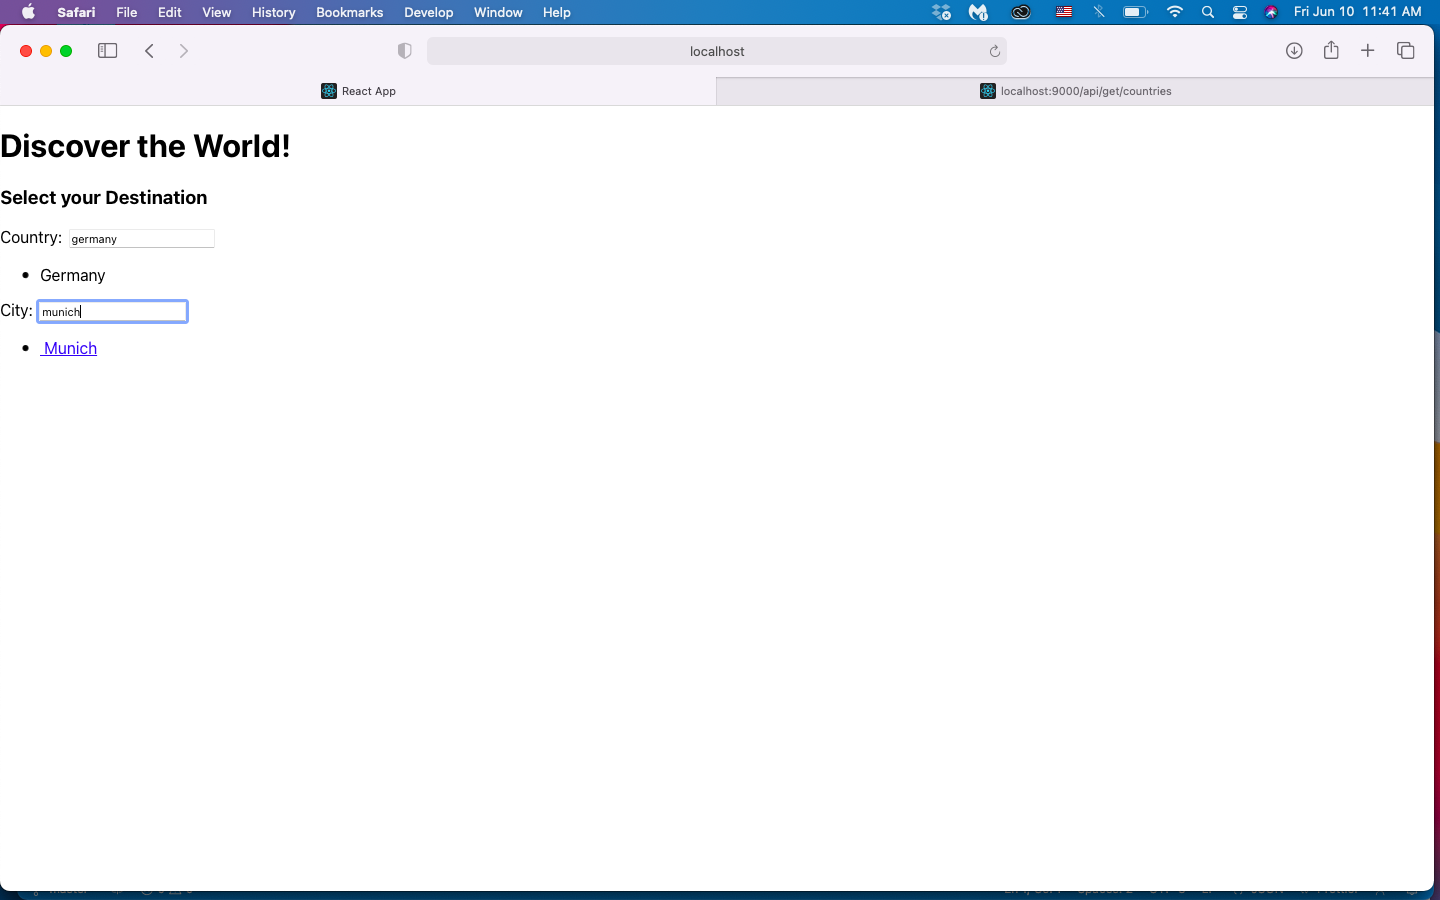 Safari File Edit View History Bookmarks Develop Window Help Fri Jun 10 11:41 AM
localhost
React App localhost:9000/api/get/countries
Discover the World!
Select your Destination
Country: germany
• Germany
City: munich
• Munich